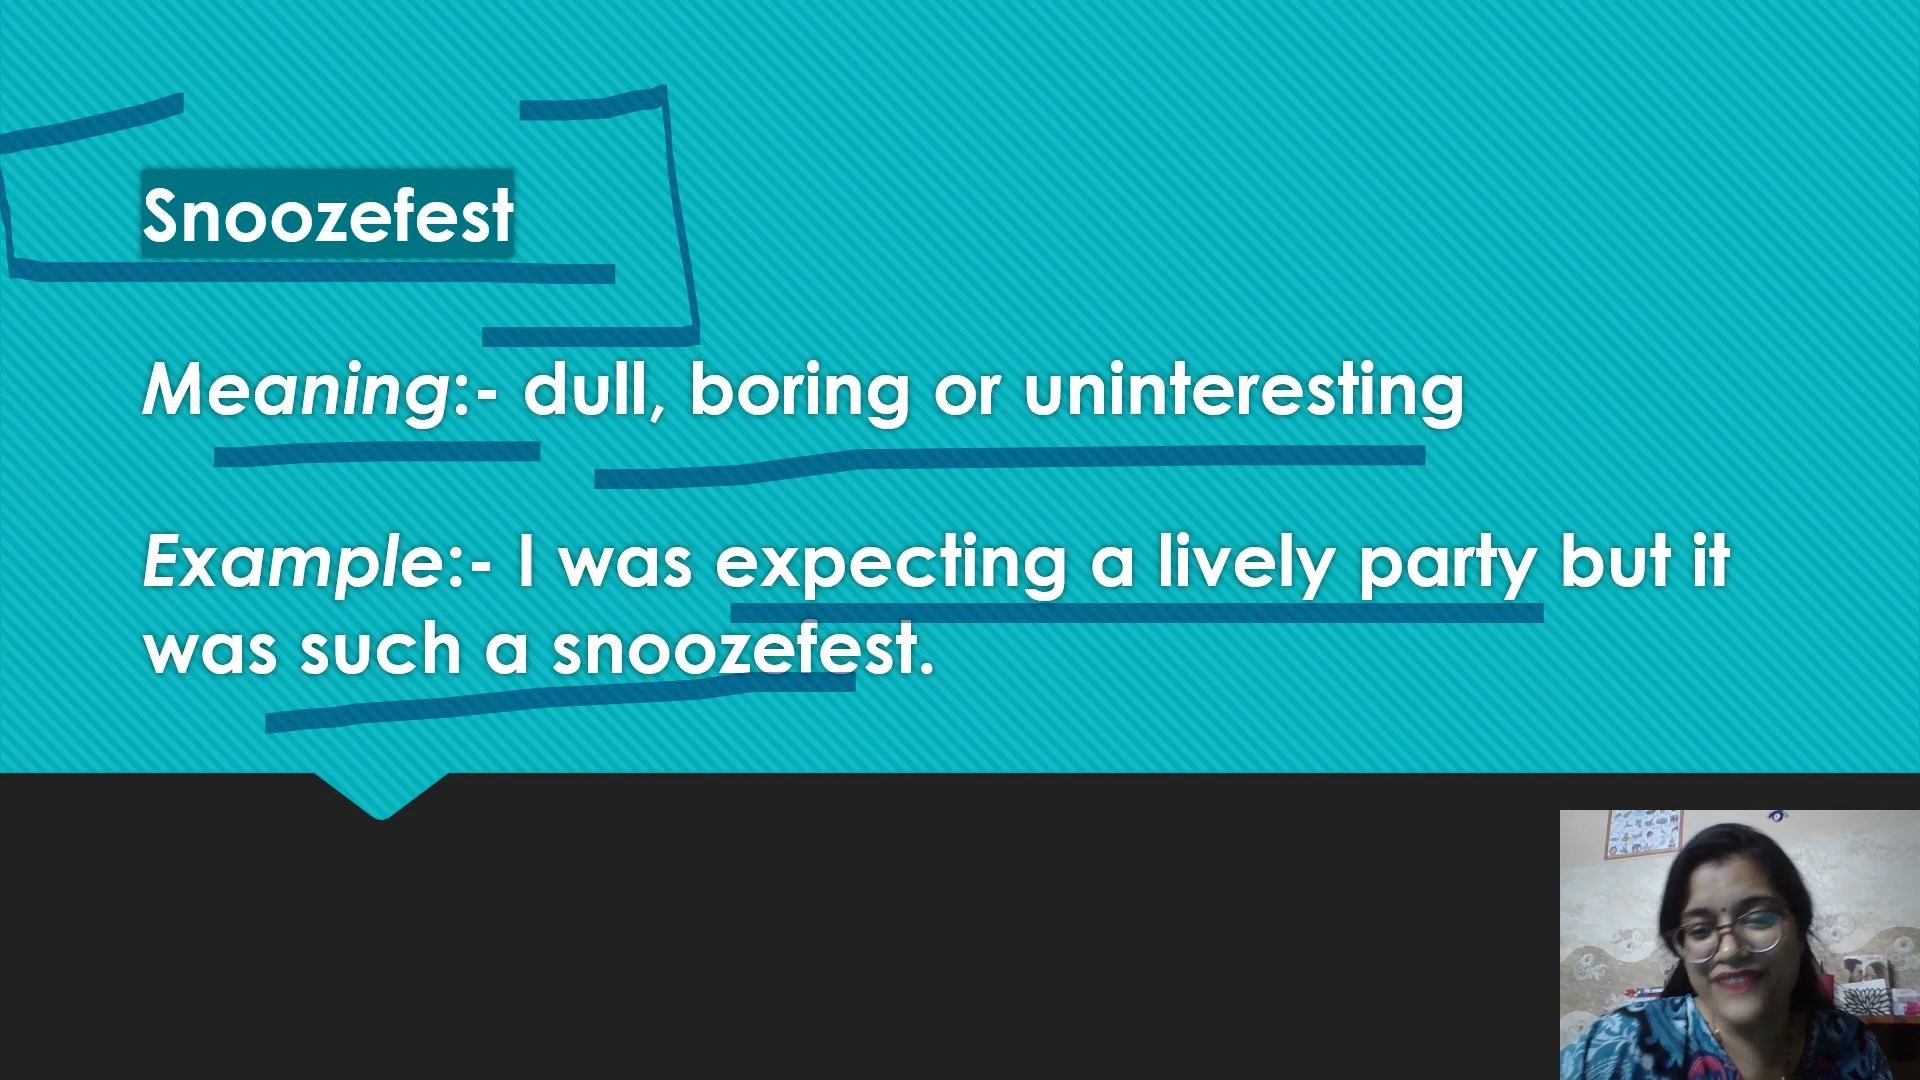 Snoozefest
Meaning:- dull, boring or uninteresting
Example:- I was expecting a lively party but it
was such a snoozefest.